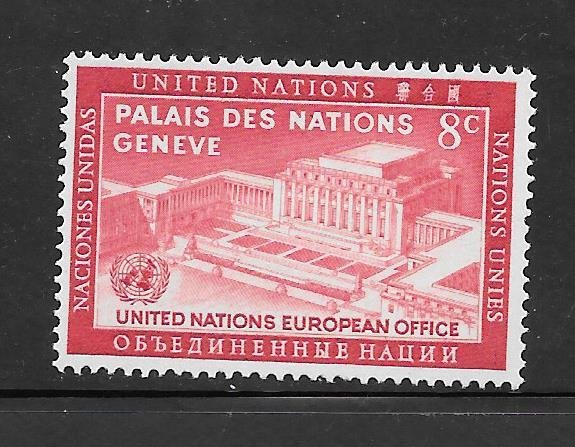 UNITED NATIONS 聯合國
PALAIS DES NATIONS 8c
GENEVE
NACIONES UNIDAS
NATIONS UNIES
UNITED NATIONS EUROPEAN OFFICE
ОБЪЕДИНЕННЫЕ НАЦИИ